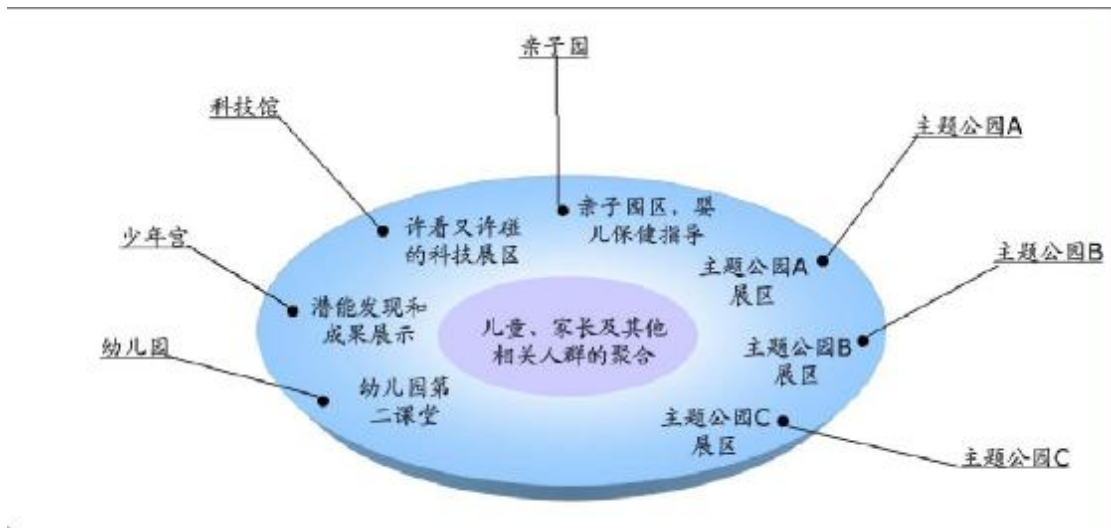 亲子园
科技馆
主题公园A
亲子园区，婴
儿保健指导
许看又许碰
的科技展区
少年宫
主题公园B
主题公园A
展区
潜能发现和
成果展示
儿童、家长及其他
相关人群的聚合
幼儿园
主题公园B
展区
幼儿园第
二课堂
主题公园C
展区
主题公园C